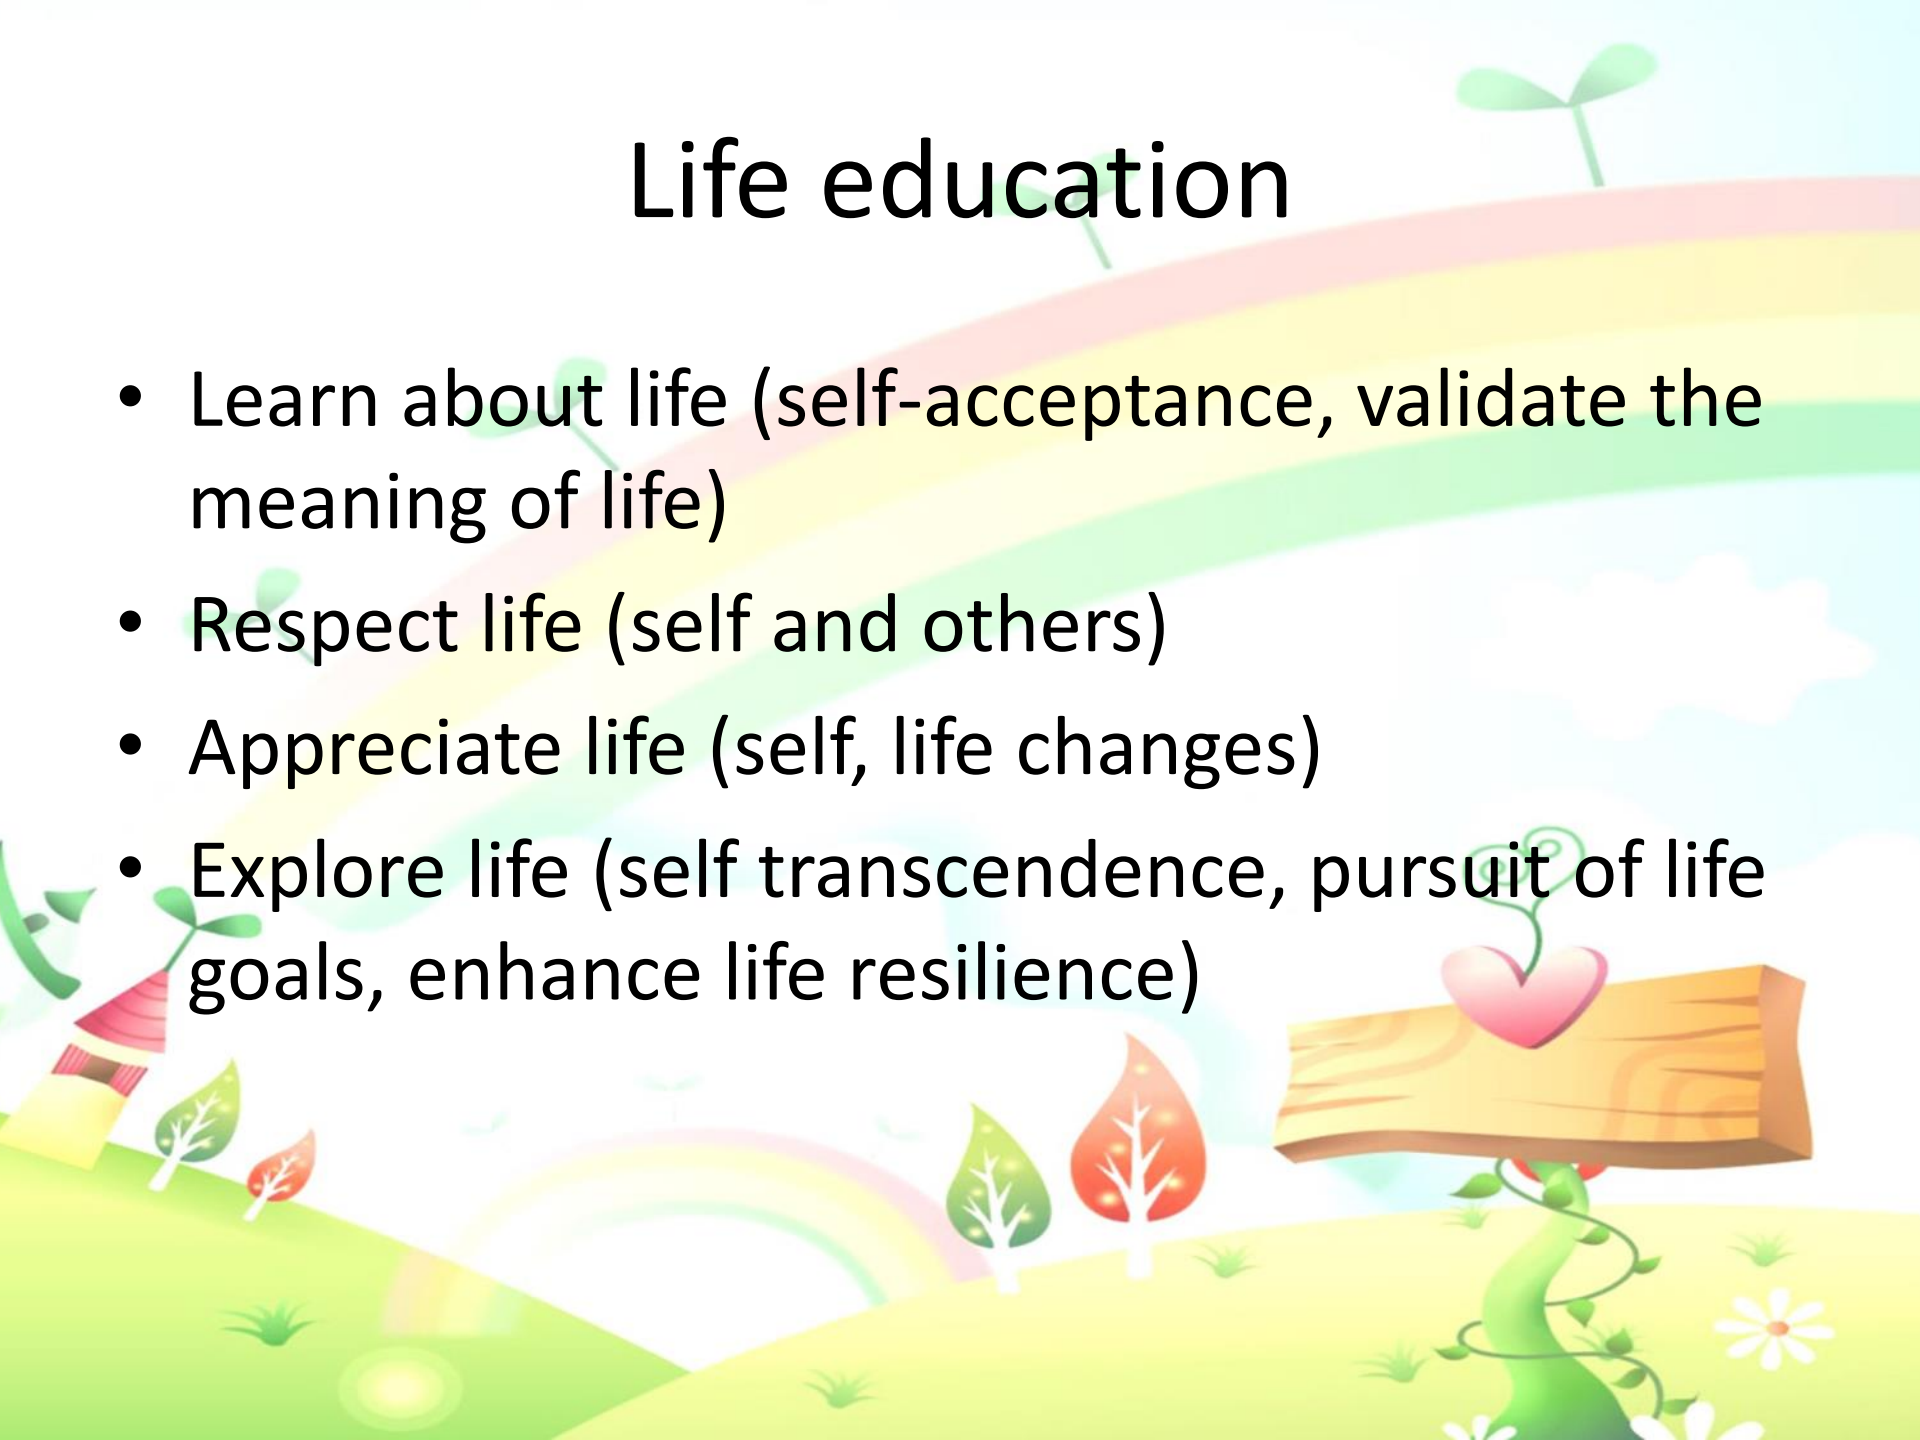 Life education
• Learn about life (self-acceptance, validate the
meaning of life)
• Respect life (self and others)
• Appreciate life (self, life changes)
• Explore life (self transcendence, pursuit of life
goals, enhance life resilience)